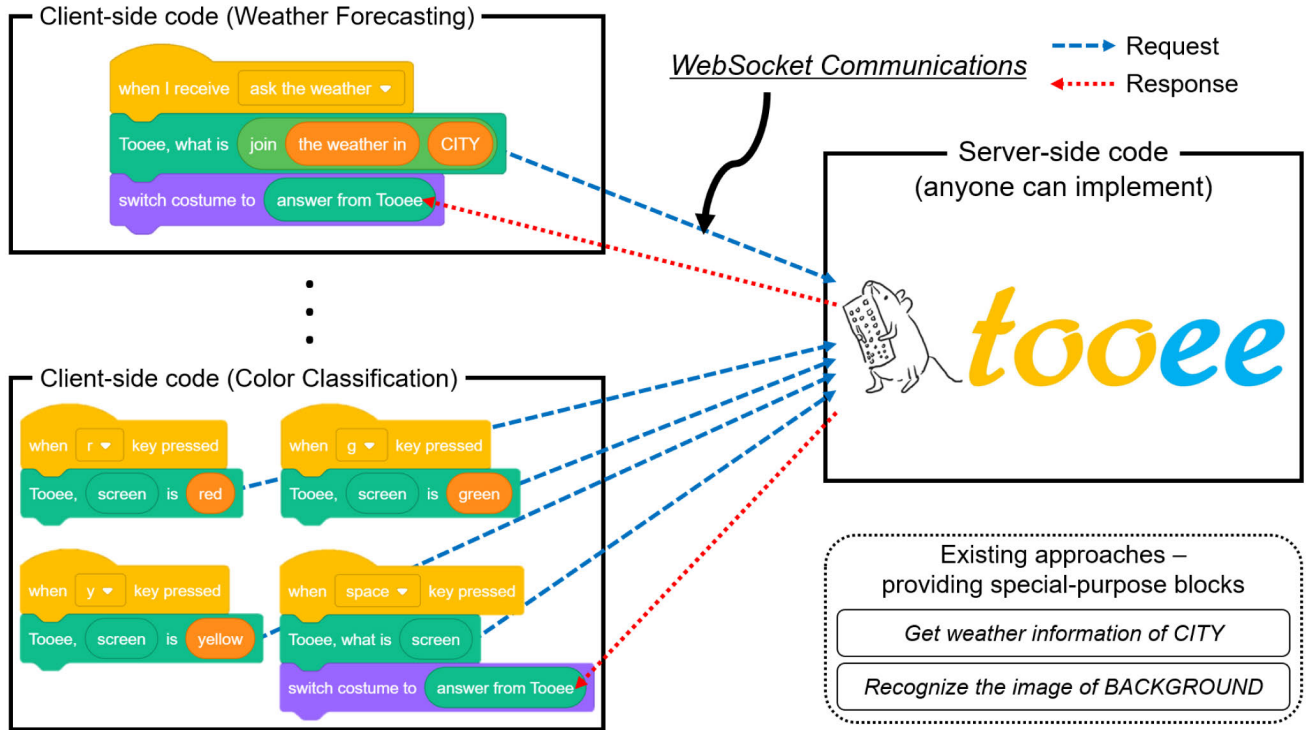 Client-side code (Weather Forecasting)
when I receive ask the weather
Tooee, what is join the weather in CITY
switch costume to answer from Tooee
WebSocket Communications
Request
Response
Server-side code
(anyone can implement)
tooee
Client-side code (Color Classification)
when r key pressed
Tooee, screen is red
when g key pressed
Tooee, screen is green
when y key pressed
Tooee, screen is yellow
when space key pressed
Tooee, what is screen
switch costume to answer from Tooee
Existing approaches –
providing special-purpose blocks
Get weather information of CITY
Recognize the image of BACKGROUND